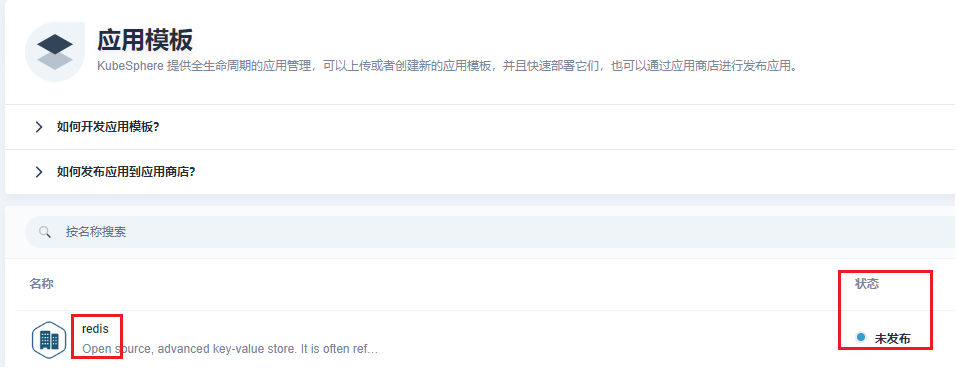 应用模板
KubeSphere 提供全生命周期的应用管理，可以上传或者创建新的应用模板，并且快速部署它们，也可以通过应用商店进行发布应用。
如何开发应用模板?
如何发布应用到应用商店?
按名称搜索
名称 状态
redis
Open source, advanced key-value store. It is often ref…
未发布